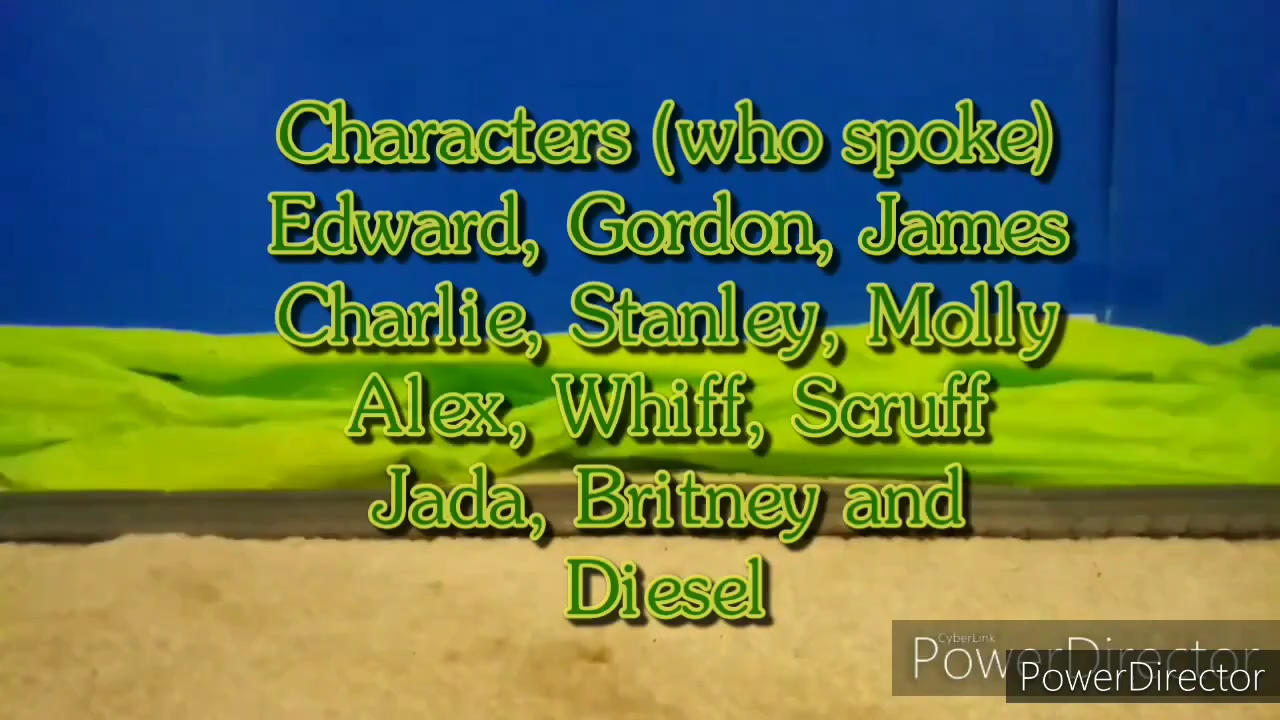 Characters (who spoke)
Edward, Gordon, James
Charlie, Stanley, Molly
Alex, Whiff, Scruff
Jada, Britney and
Diesel
CyberLink
PowerDirector
PowerDirector